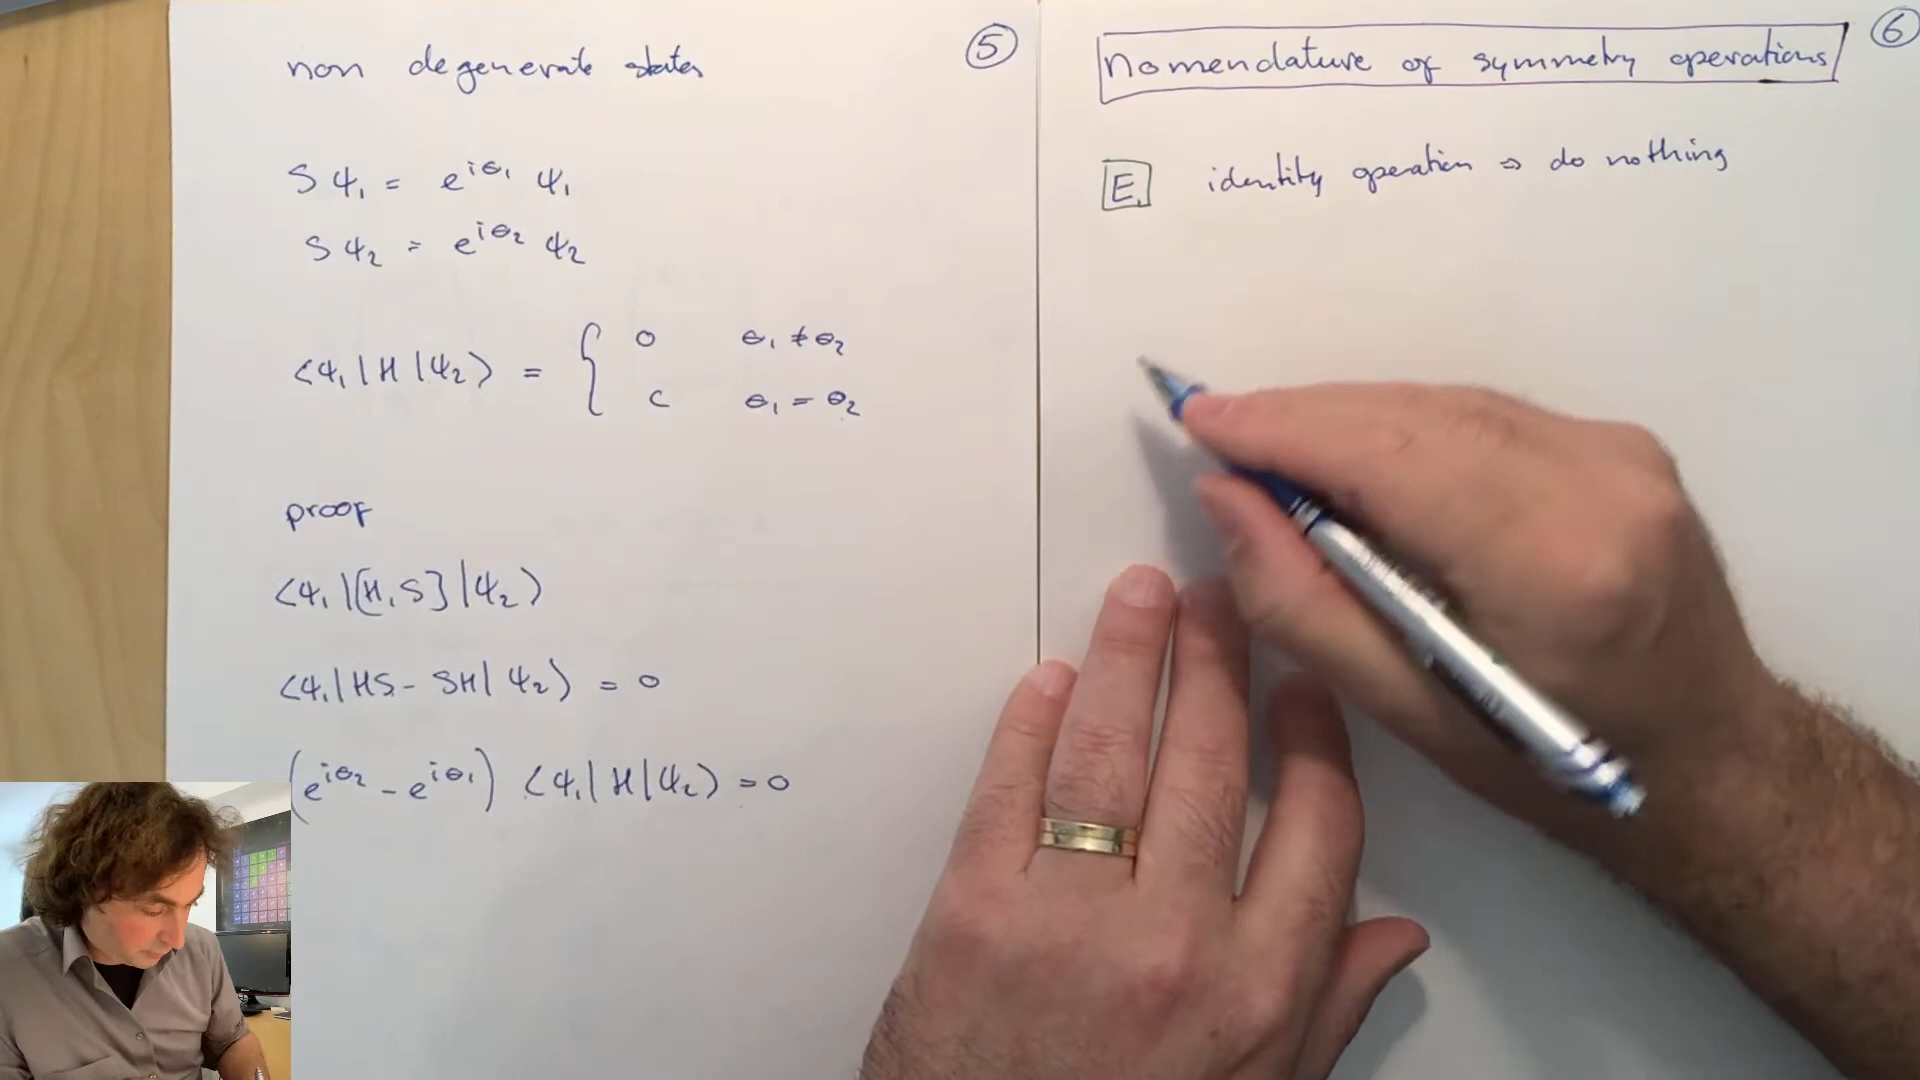 non degenerate states
⑤
S ψ₁ = e^{iθ₁} ψ₁
S ψ₂ = e^{iθ₂} ψ₂
⟨ψ₁|H|ψ₂⟩ = { 0 θ₁ ≠ θ₂
c θ₁ = θ₂
proof
⟨ψ₁|[H,S]|ψ₂⟩
⟨ψ₁|HS - SH|ψ₂⟩ = 0
(e^{iθ₂} - e^{iθ₁}) ⟨ψ₁|H|ψ₂⟩ = 0
nomenclature of symmetry operations
⑥
E. identity operation ⇒ do nothing